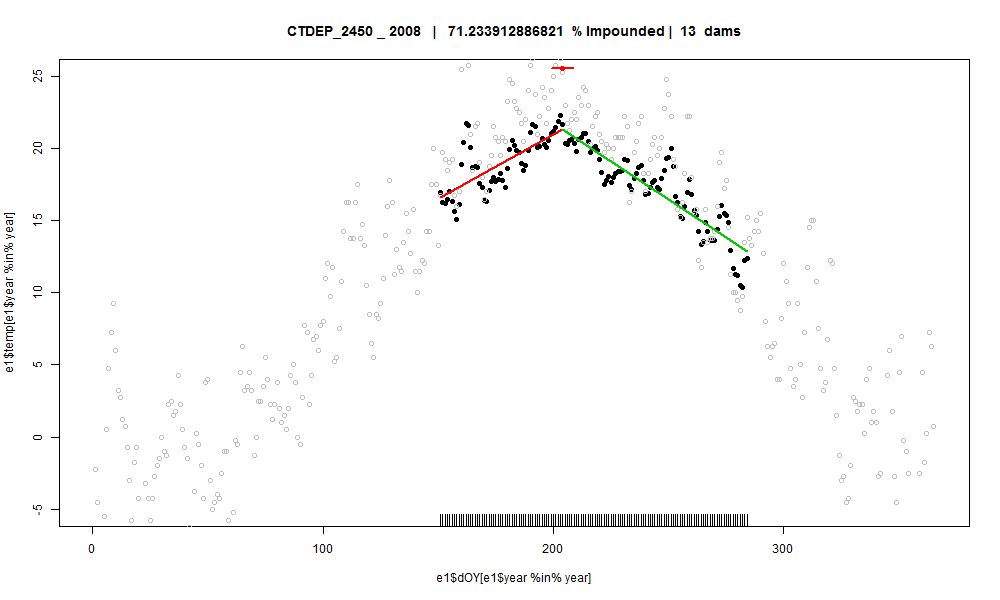 CTDEP_2450 _ 2008 | 71.233912886821 % Impounded | 13 dams
e1$temp[e1$year %in% year]
25
20
15
10
5
0
-5
0 100 200 300
e1$dOY[e1$year %in% year]